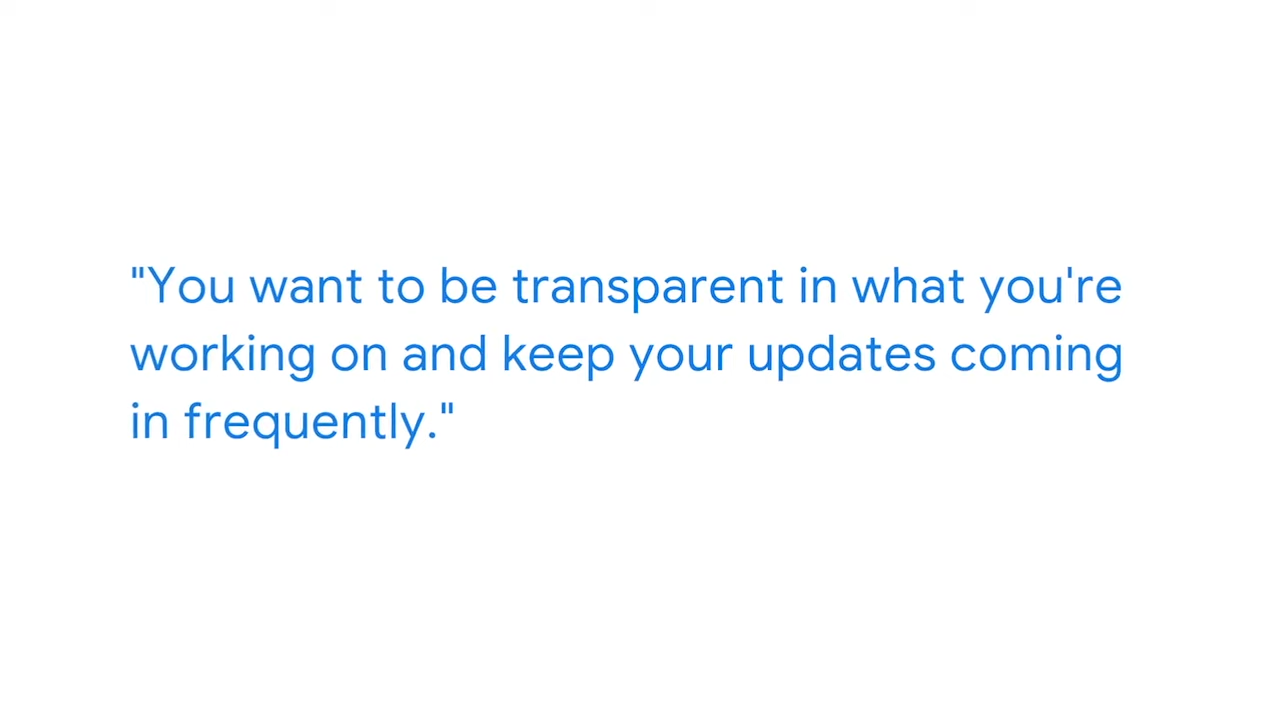 "You want to be transparent in what you're
working on and keep your updates coming
in frequently."